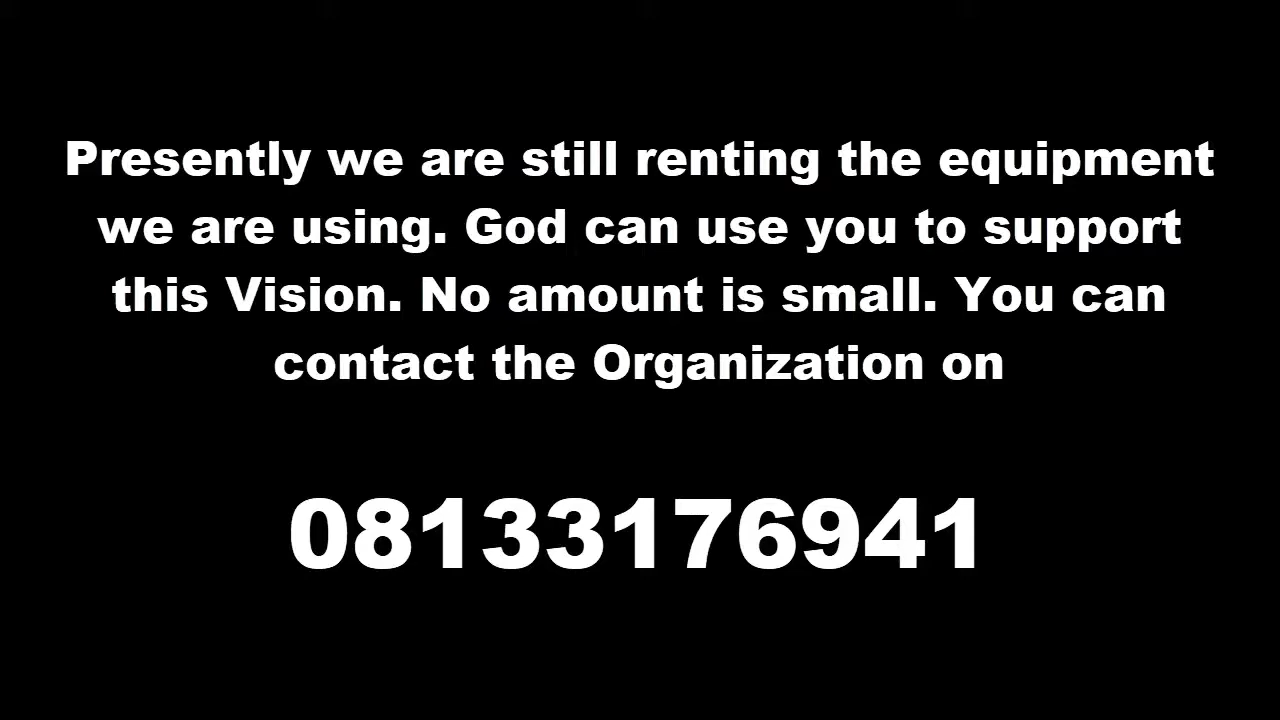 Presently we are still renting the equipment
we are using. God can use you to support
this Vision. No amount is small. You can
contact the Organization on
08133176941